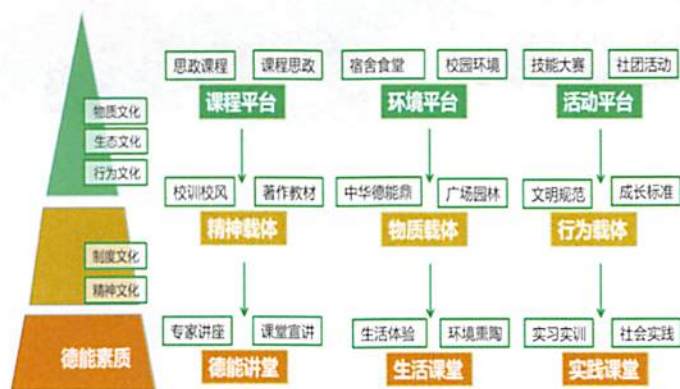 思政课程 课程思政 宿舍食堂 校园环境 技能大赛 社团活动
课程平台 环境平台 活动平台
物质文化
生态文化
行为文化
校训校风 著作教材 中华德能鼎 广场园林 文明规范 成长标准
精神载体 物质载体 行为载体
制度文化
精神文化
专家讲座 课堂宣讲 生活体验 环境熏陶 实习实训 社会实践
德能素质 德能讲堂 生活课堂 实践课堂